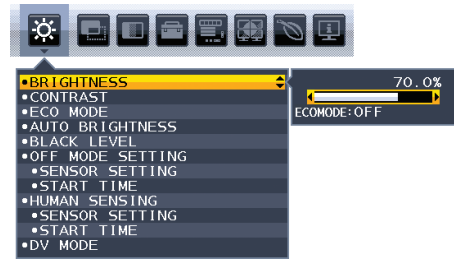 •BRIGHTNESS
70.0%
ECOMODE:OFF
•CONTRAST
•ECO MODE
•AUTO BRIGHTNESS
•BLACK LEVEL
•OFF MODE SETTING
•SENSOR SETTING
•START TIME
•HUMAN SENSING
•SENSOR SETTING
•START TIME
•DV MODE